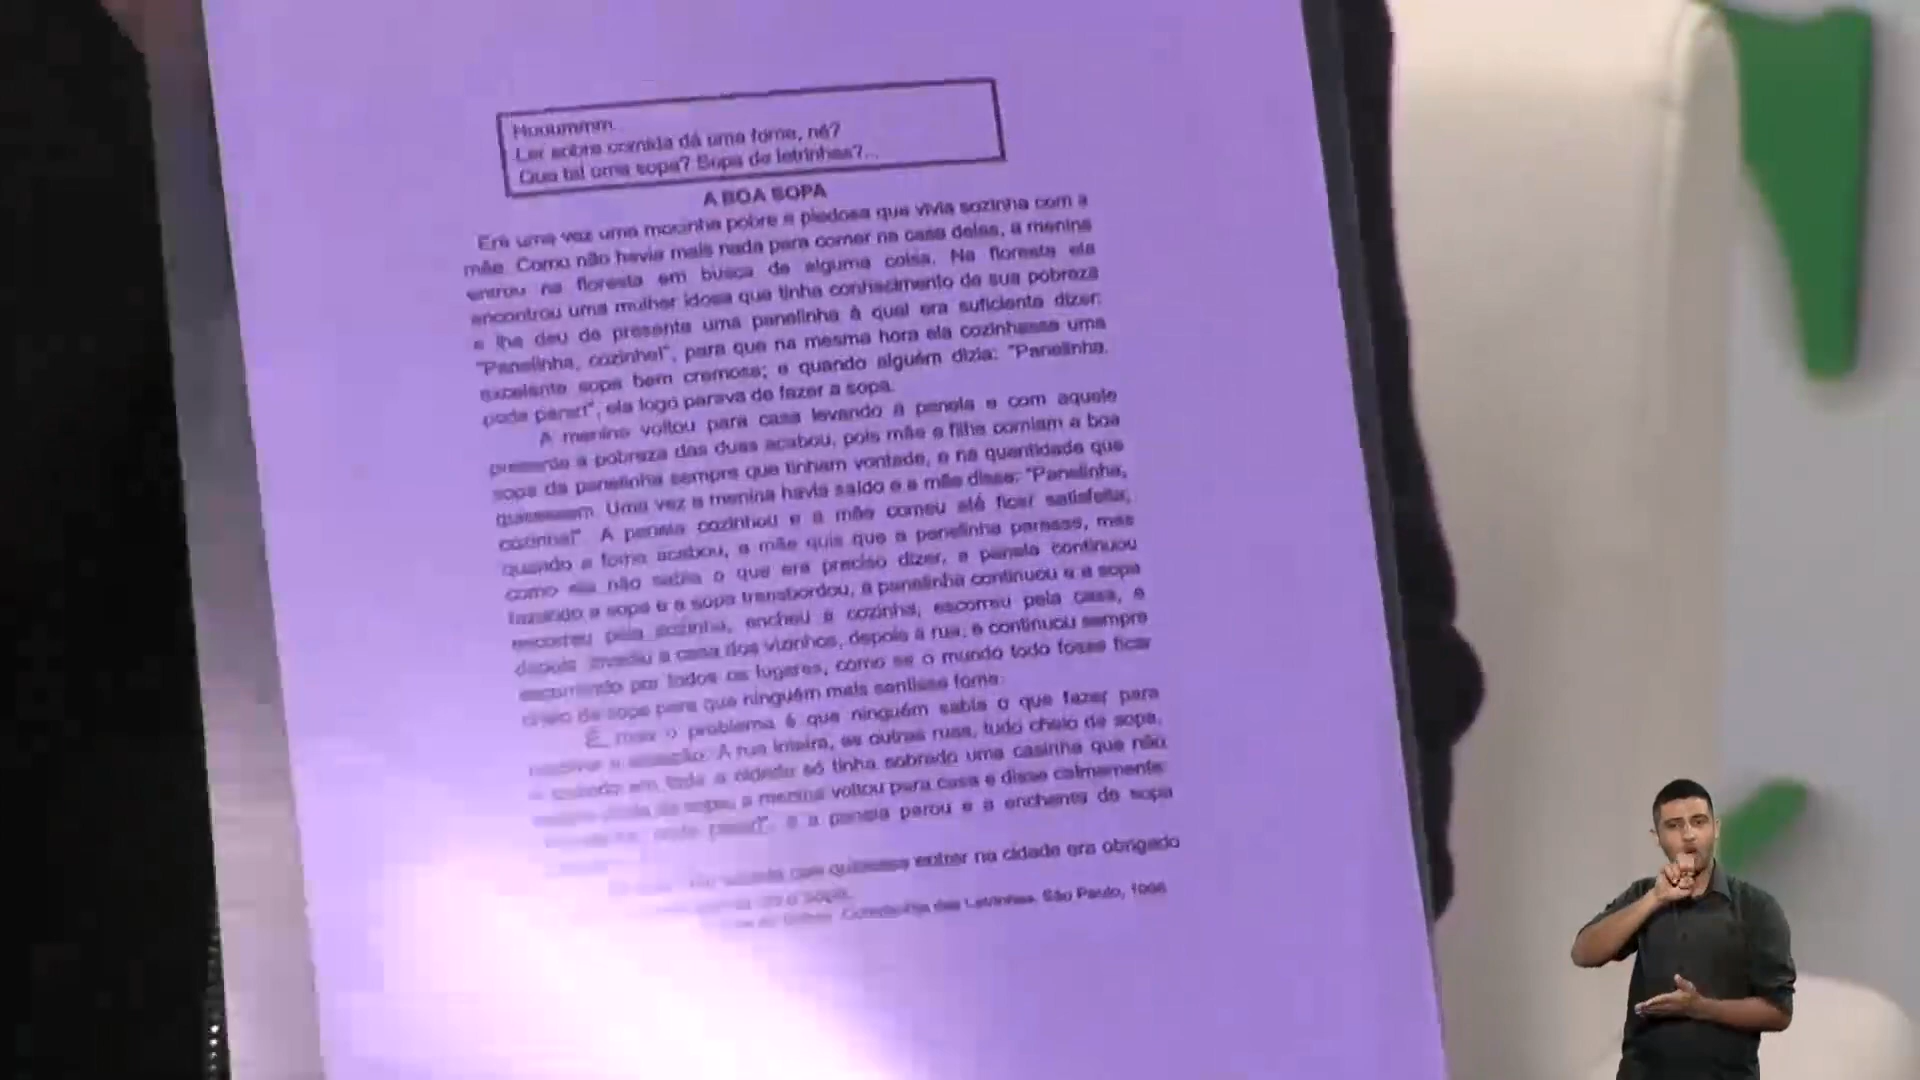 Huuummm...
Ler sobre comida dá uma fome, né?
Que tal uma sopa? Sopa de letrinhas?...
A BOA SOPA
Era uma vez uma mocinha pobre e piedosa que vivia sozinha com a
mãe. Como não havia mais nada para comer na casa delas, a menina
entrou na floresta em busca de alguma coisa. Na floresta ela
encontrou uma mulher idosa que tinha conhecimento de sua pobreza
e lhe deu de presente uma panelinha à qual era suficiente dizer:
"Panelinha, cozinhe!", para que na mesma hora ela cozinhasse uma
excelente sopa bem cremosa; e quando alguém dizia: "Panelinha,
pode parar!", ela logo parava de fazer a sopa.
A menina voltou para casa levando a panela e com aquele
presente a pobreza das duas acabou, pois mãe e filha comiam a boa
sopa da panelinha sempre que tinham vontade, e na quantidade que
quisessem. Uma vez a menina havia saído e a mãe disse: "Panelinha,
cozinhe!" A panela cozinhou e a mãe comeu até ficar satisfeita;
quando a fome acabou, a mãe quis que a panelinha parasse, mas
como ela não sabia o que era preciso dizer, a panela continuou
fazendo a sopa e a sopa transbordou, a panelinha continuou e a sopa
escorreu pela cozinha, encheu a cozinha, escorreu pela casa, e
depois invadiu a casa dos vizinhos, depois a rua, e continuou sempre
escorrendo por todos os lugares, como se o mundo todo fosse ficar
cheio de sopa para que ninguém mais sentisse fome.
É, mas o problema é que ninguém sabia o que fazer para
resolver a situação. A rua inteira, as outras ruas, tudo cheio de sopa,
e quando em toda a cidade só tinha sobrado uma casinha que não
de sopa, a menina voltou para casa e disse calmamente:
pode parar!", e a panela parou e a enchente de sopa
que quisesse entrar na cidade era obrigado
a sopa.
Companhia das Letrinhas. São Paulo, 1996